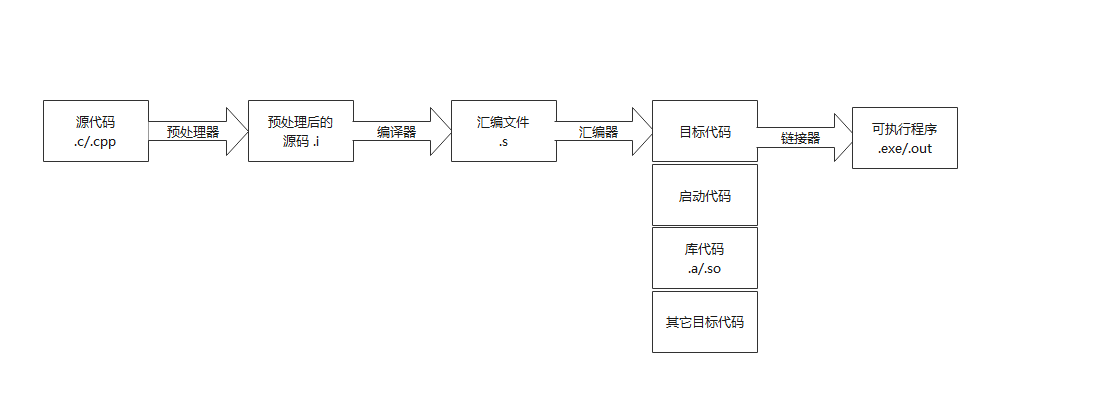 源代码
.c/.cpp
预处理器
预处理后的
源码 .i
编译器
汇编文件
.s
汇编器
目标代码
链接器
可执行程序
.exe/.out
启动代码
库代码
.a/.so
其它目标代码